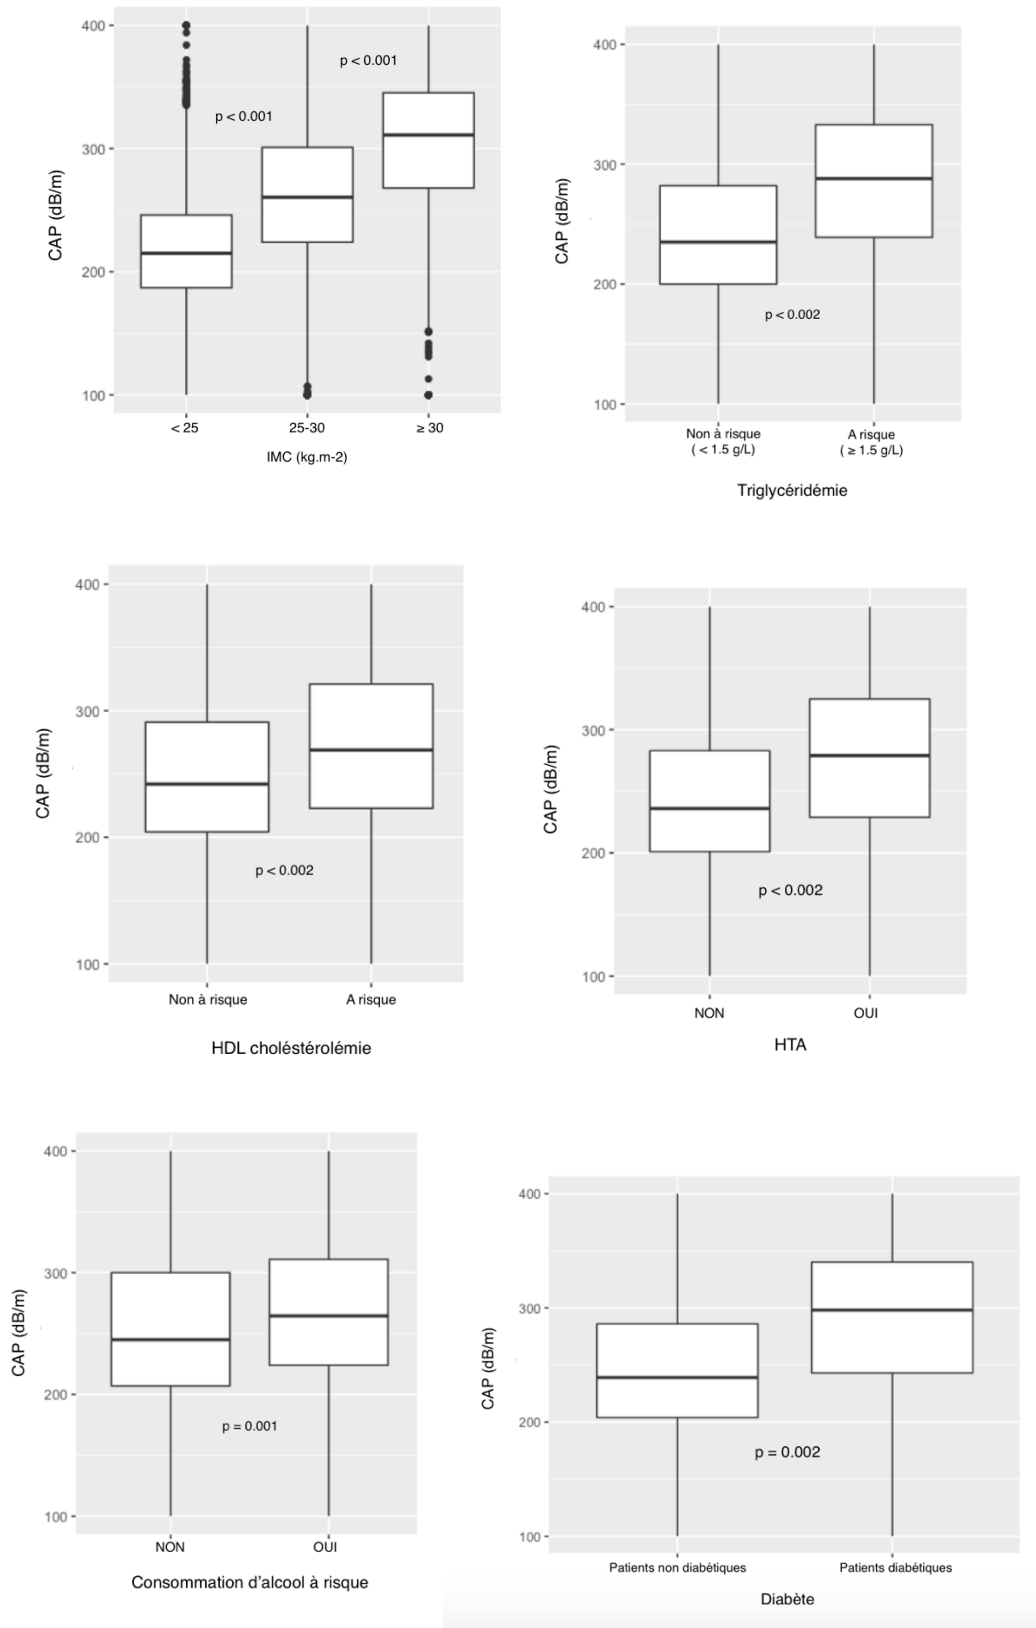 400
300
200
100
CAP (dB/m)
p < 0.001
p < 0.001
< 25
25-30
≥ 30
IMC (kg.m-2)
400
300
200
100
CAP (dB/m)
p < 0.002
Non à risque
( < 1.5 g/L)
A risque
( ≥ 1.5 g/L)
Triglycéridémie
400
300
200
100
CAP (dB/m)
p < 0.002
Non à risque
A risque
HDL choléstérolémie
400
300
200
100
CAP (dB/m)
p < 0.002
NON
OUI
HTA
400
300
200
100
CAP (dB/m)
p = 0.001
NON
OUI
Consommation d'alcool à risque
400
300
200
100
CAP (dB/m)
p = 0.002
Patients non diabétiques
Patients diabétiques
Diabète